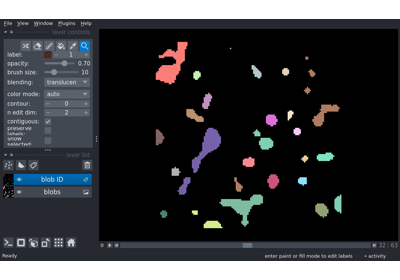 File View Window Plugins Help
layer controls
label: 1
opacity: 0.70
brush size: 10
blending: translucen
color mode: auto
contour: 0
n edit dim: 2
contiguous:
preserve labels:
show selected:
layer list
blob ID
blobs
32 63
Ready enter paint or fill mode to edit labels activity